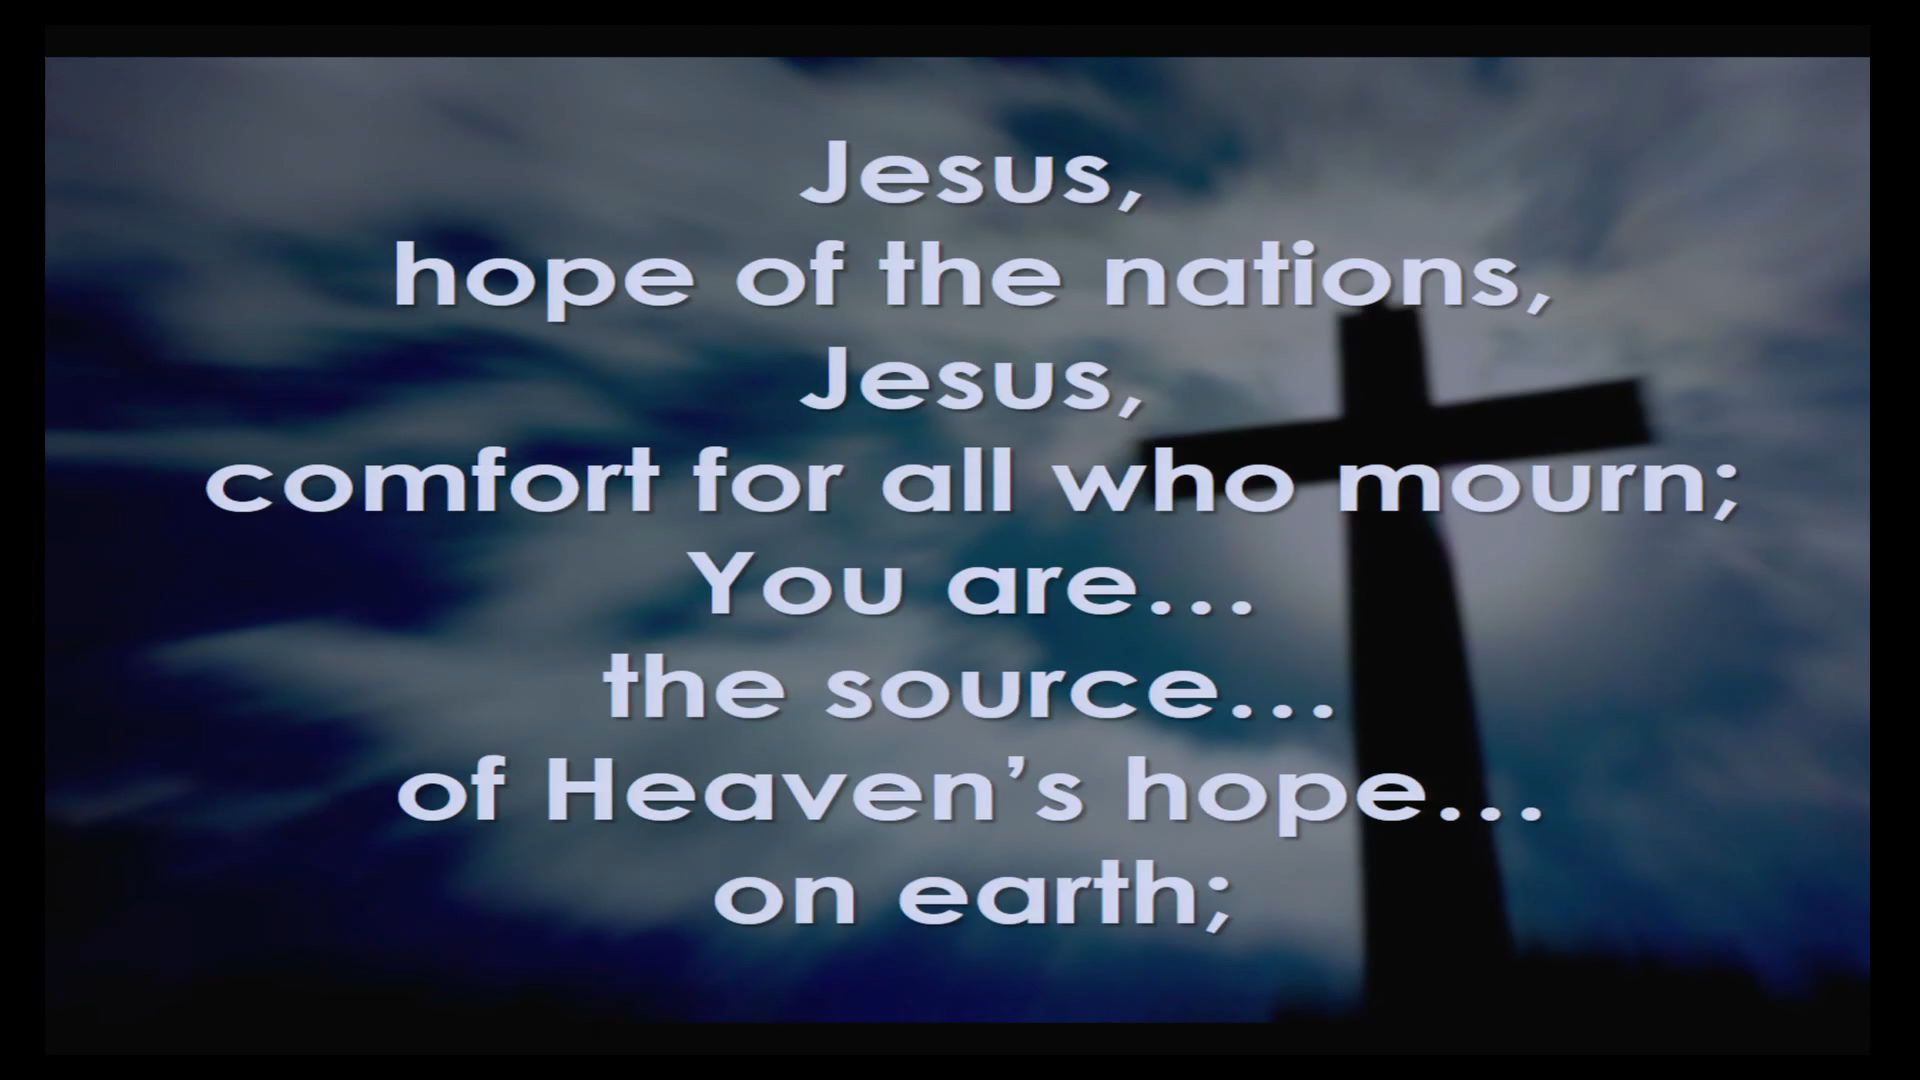 Jesus,
hope of the nations,
Jesus,
comfort for all who mourn;
You are…
the source…
of Heaven’s hope…
on earth;